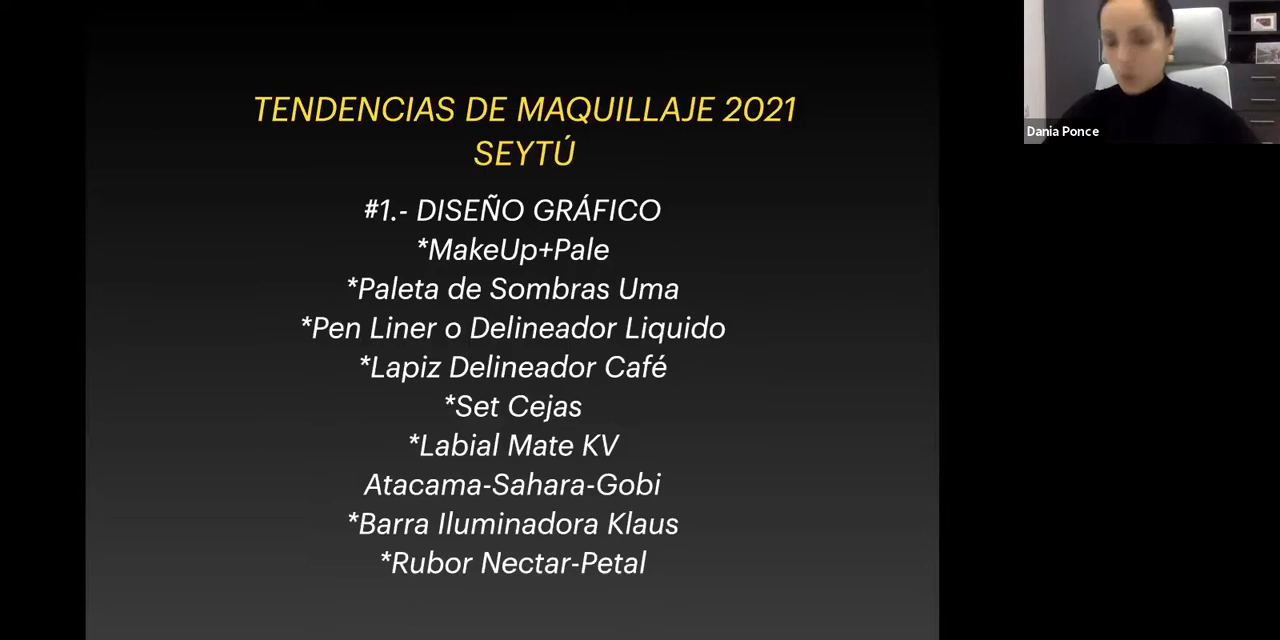 TENDENCIAS DE MAQUILLAJE 2021
SEYTÚ
#1.- DISEÑO GRÁFICO
*MakeUp+Pale
*Paleta de Sombras Uma
*Pen Liner o Delineador Liquido
*Lapiz Delineador Café
*Set Cejas
*Labial Mate KV
Atacama-Sahara-Gobi
*Barra Iluminadora Klaus
*Rubor Nectar-Petal
Dania Ponce